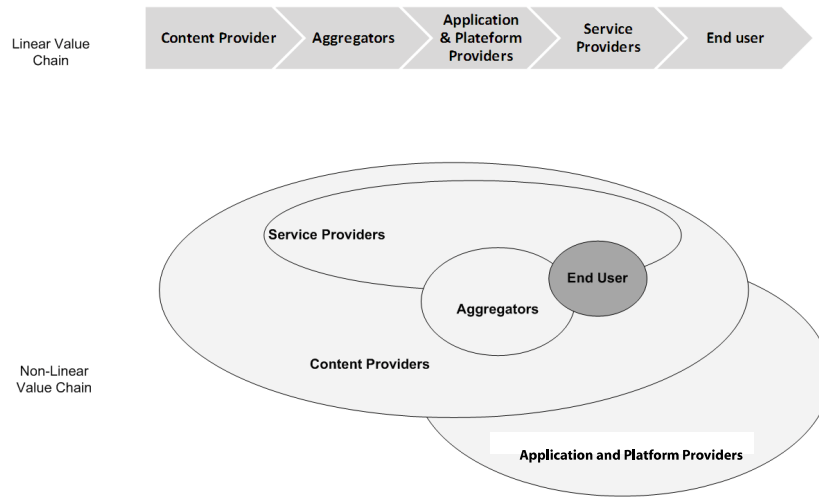 Linear Value
Chain
Content Provider
Aggregators
Application
& Plateform
Providers
Service
Providers
End user
Service Providers
End User
Aggregators
Content Providers
Non-Linear
Value Chain
Application and Platform Providers